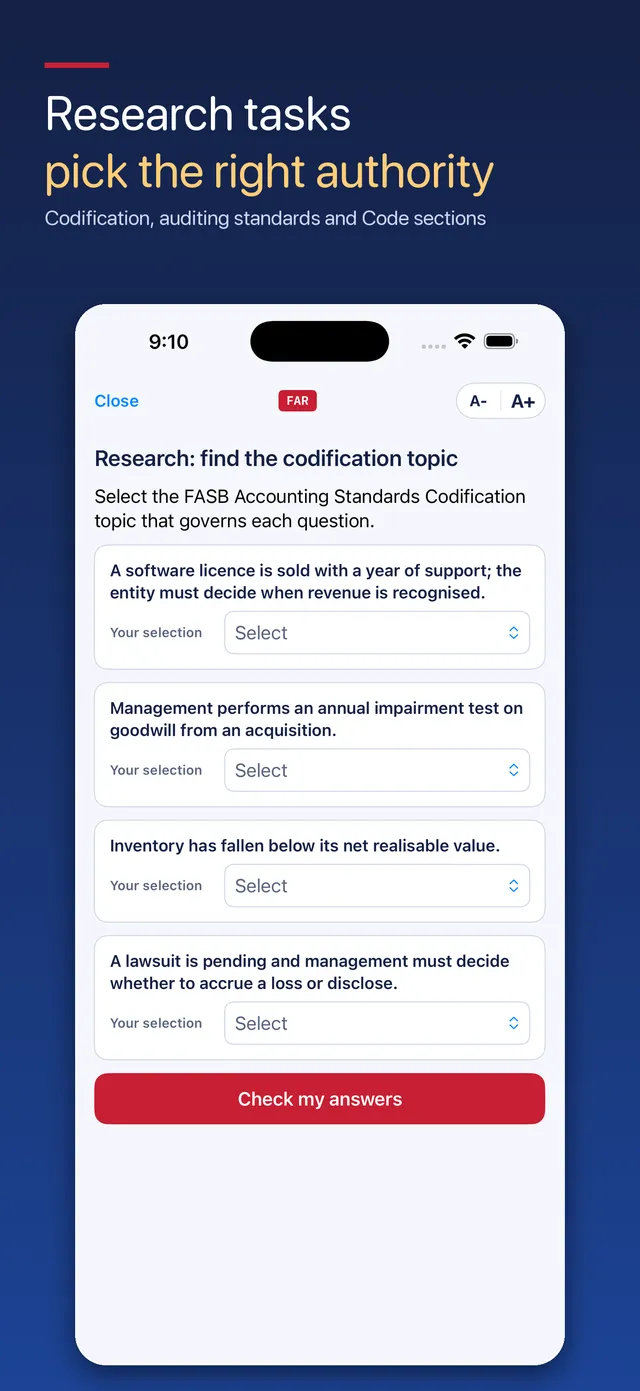 Research tasks
pick the right authority
Codification, auditing standards and Code sections
9:10
Close
FAR
A-
A+
Research: find the codification topic
Select the FASB Accounting Standards Codification
topic that governs each question.
A software licence is sold with a year of support; the
entity must decide when revenue is recognised.
Your selection
Select
Management performs an annual impairment test on
goodwill from an acquisition.
Your selection
Select
Inventory has fallen below its net realisable value.
Your selection
Select
A lawsuit is pending and management must decide
whether to accrue a loss or disclose.
Your selection
Select
Check my answers